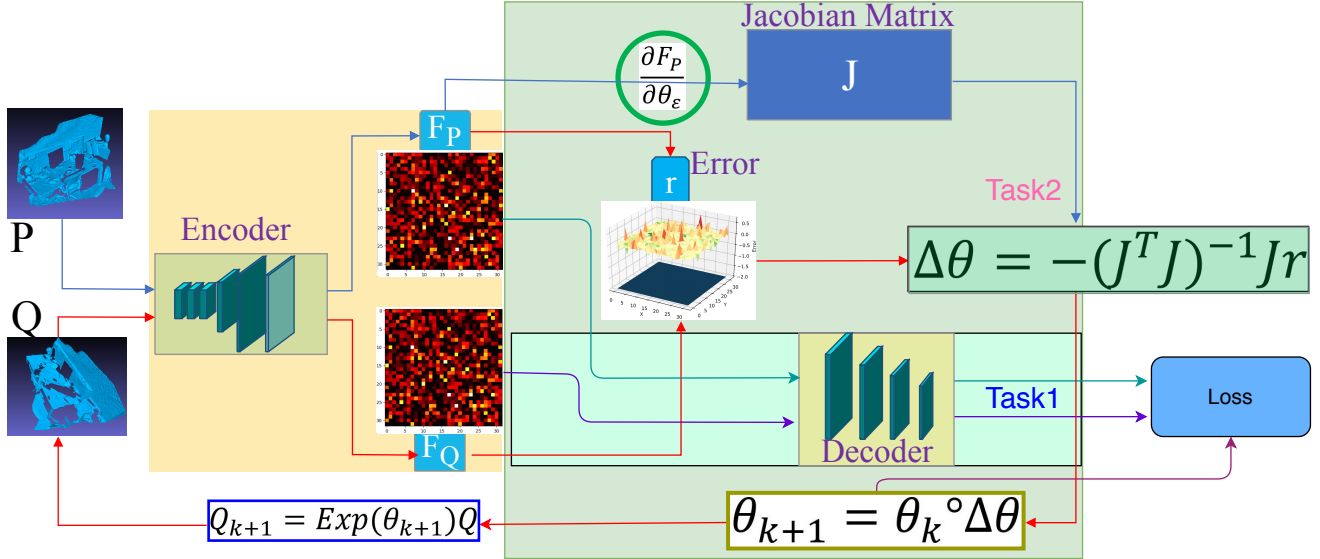 Jacobian Matrix
∂F_P
∂θ_ε
J
F_P
Error
r
P
Encoder
Task2
Δθ = −(J^T J)^{−1}Jr
Q
Task1
Loss
Decoder
F_Q
Q_{k+1} = Exp(θ_{k+1})Q
θ_{k+1} = θ_k°Δθ